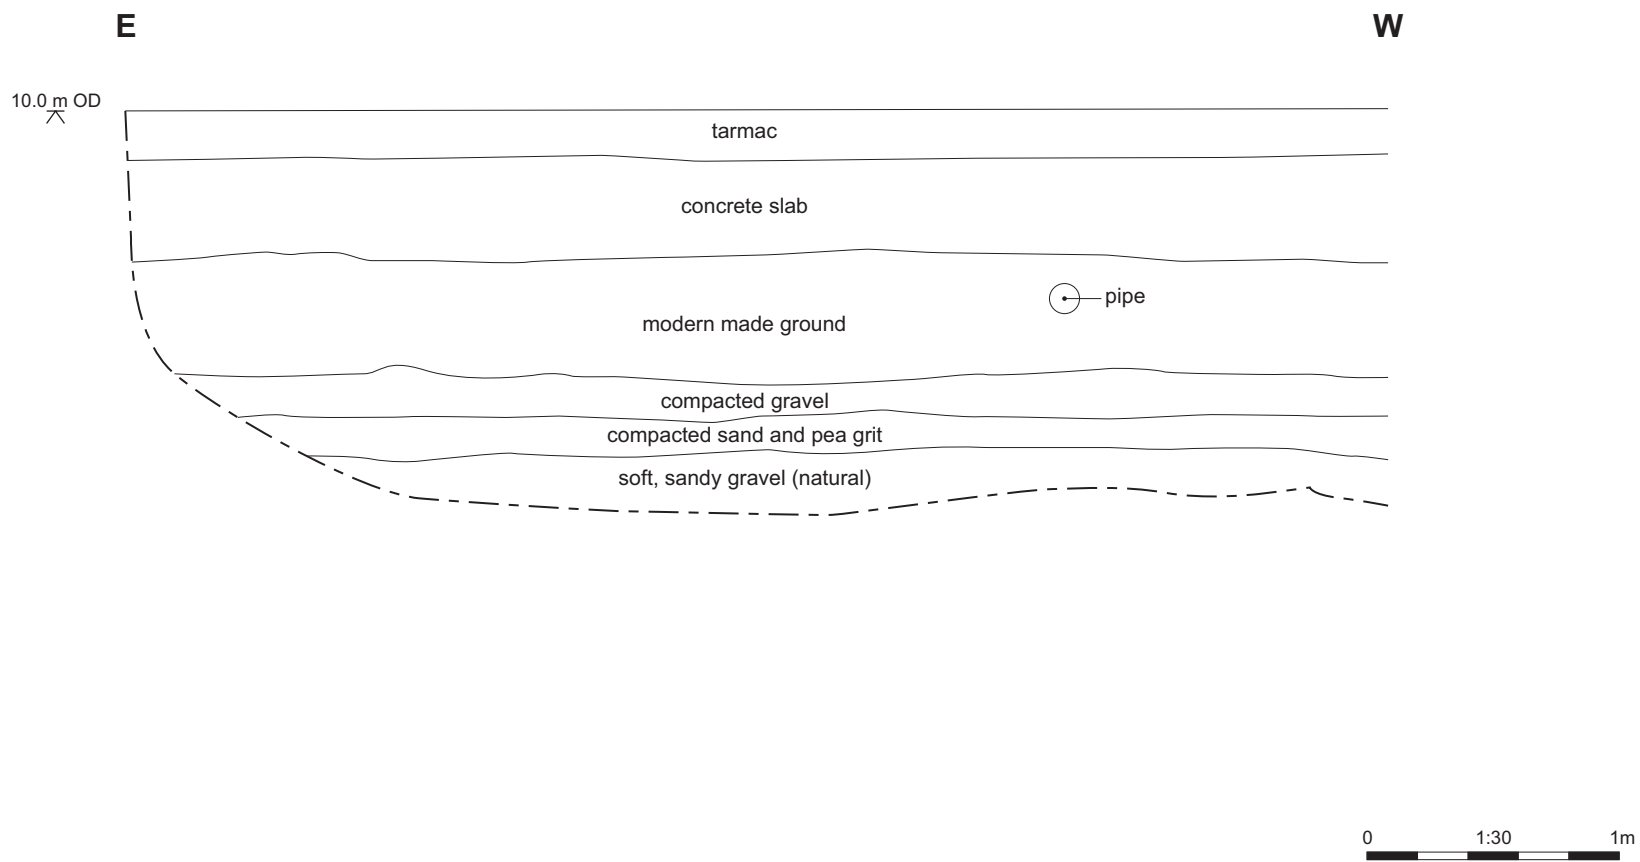 E
W
10.0 m OD
tarmac
concrete slab
pipe
modern made ground
compacted gravel
compacted sand and pea grit
soft, sandy gravel (natural)
0 1:30 1m